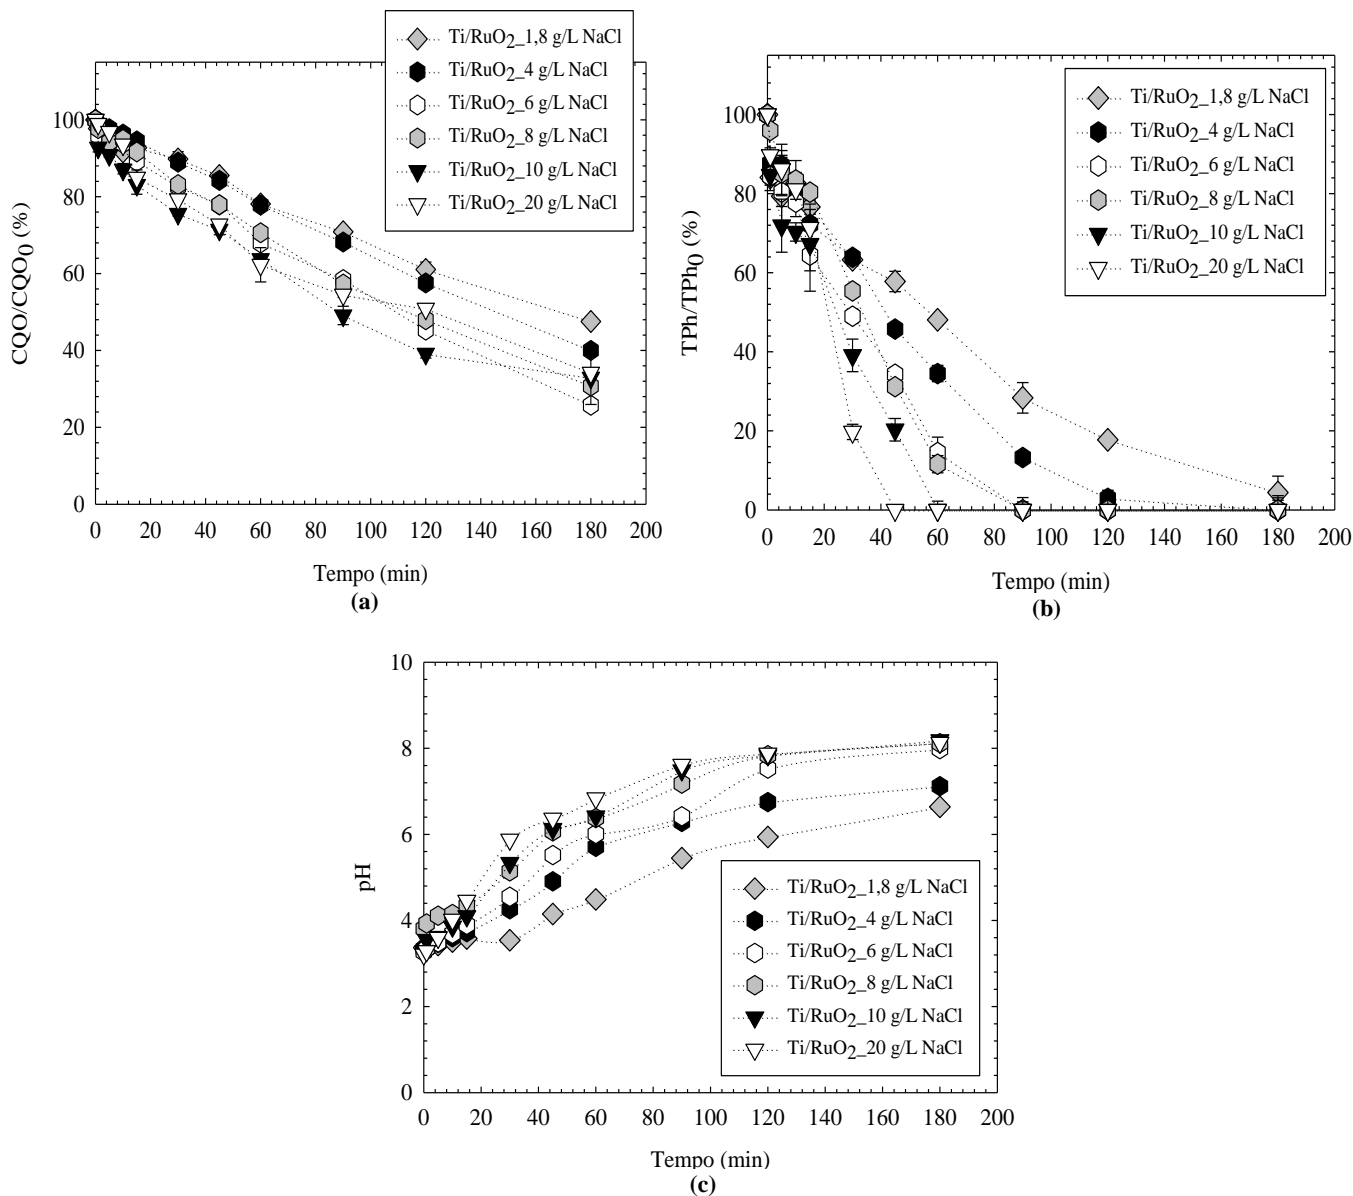 Ti/RuO2_1,8 g/L NaCl
Ti/RuO2_4 g/L NaCl
Ti/RuO2_6 g/L NaCl
Ti/RuO2_8 g/L NaCl
Ti/RuO2_10 g/L NaCl
Ti/RuO2_20 g/L NaCl
CQO/CQO0 (%)
100
80
60
40
20
0
0 20 40 60 80 100 120 140 160 180 200
Tempo (min)
(a)
Ti/RuO2_1,8 g/L NaCl
Ti/RuO2_4 g/L NaCl
Ti/RuO2_6 g/L NaCl
Ti/RuO2_8 g/L NaCl
Ti/RuO2_10 g/L NaCl
Ti/RuO2_20 g/L NaCl
TPh/TPh0 (%)
100
80
60
40
20
0
0 20 40 60 80 100 120 140 160 180 200
Tempo (min)
(b)
pH
10
8
6
4
2
0
Ti/RuO2_1,8 g/L NaCl
Ti/RuO2_4 g/L NaCl
Ti/RuO2_6 g/L NaCl
Ti/RuO2_8 g/L NaCl
Ti/RuO2_10 g/L NaCl
Ti/RuO2_20 g/L NaCl
0 20 40 60 80 100 120 140 160 180 200
Tempo (min)
(c)